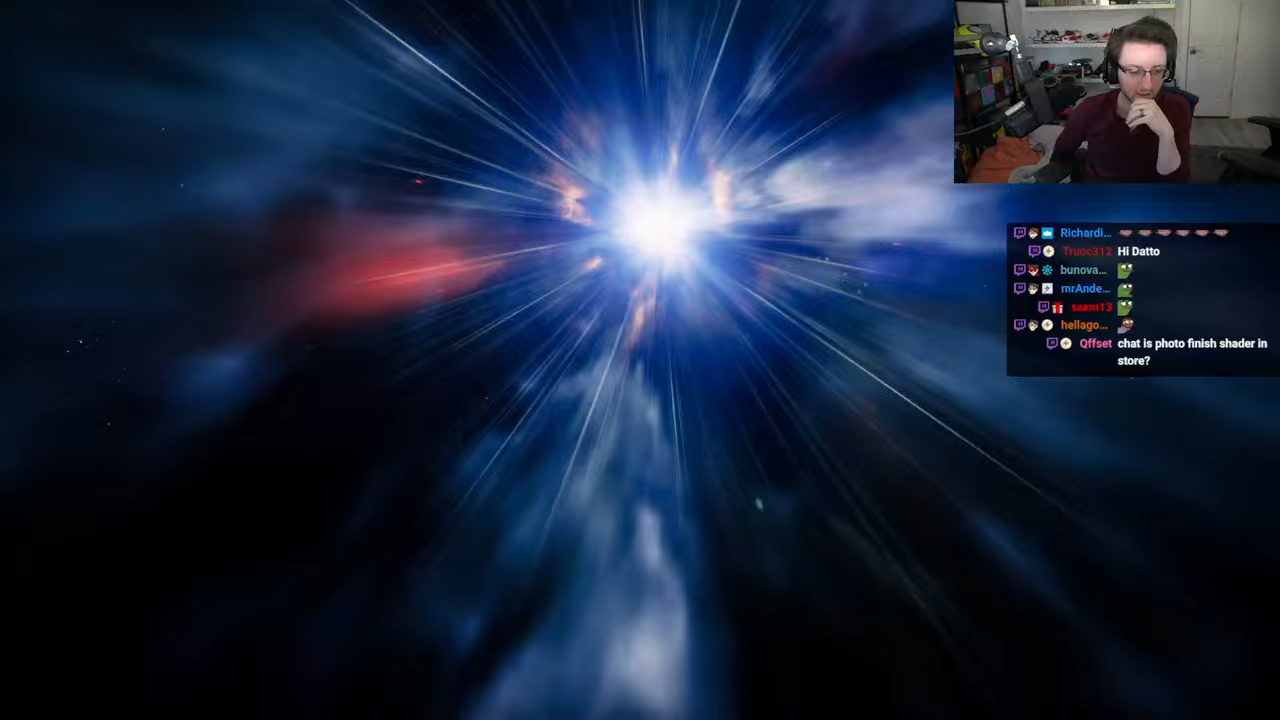 Richardi...
Truoc312 Hi Datto
bunova...
mrAnde...
saxm13
hellago...
Qffset chat is photo finish shader in
store?